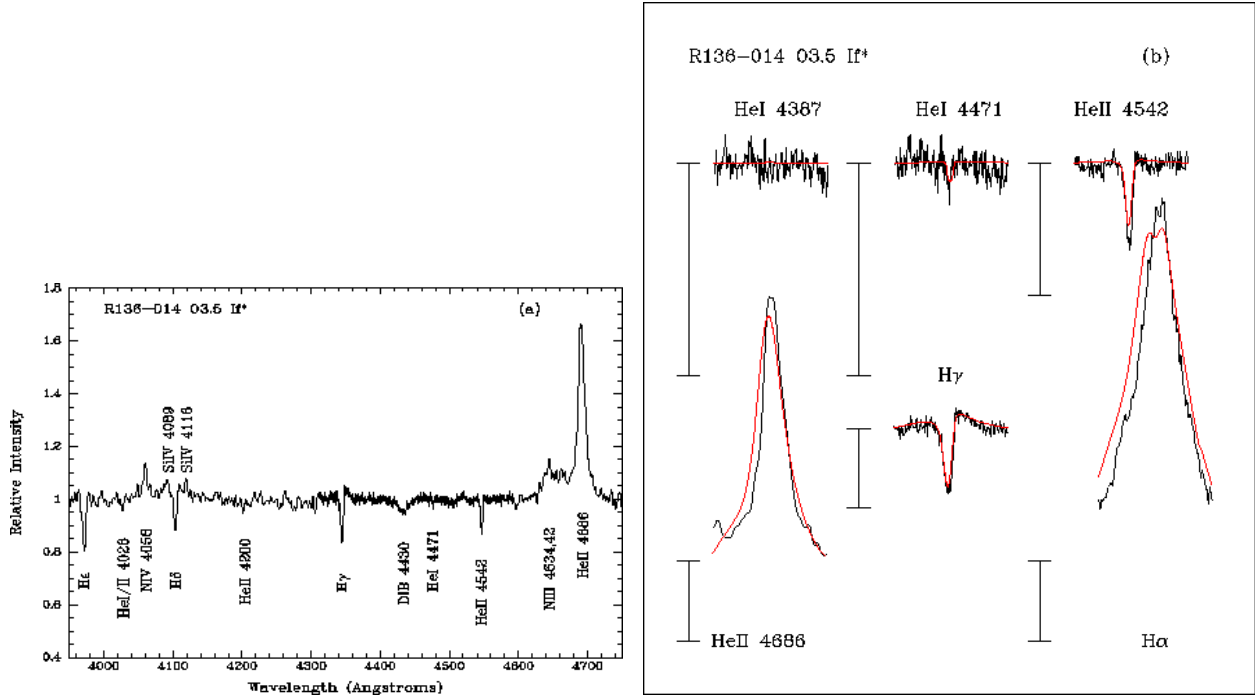 R136-014 O3.5 If* (a)
1.8
1.6
1.4
1.2
1
0.8
0.6
0.4
Relative Intensity
SiIV 4089
SiIV 4116
Hε
HeI/II 4026
NIV 4058
Hδ
HeII 4200
Hγ
DIB 4430
HeI 4471
HeII 4542
NIII 4634,42
HeII 4686
4000 4100 4200 4300 4400 4500 4600 4700
Wavelength (Angstroms)
R136-014 O3.5 If* (b)
HeI 4387 HeI 4471 HeII 4542
Hγ
HeII 4686 Hα